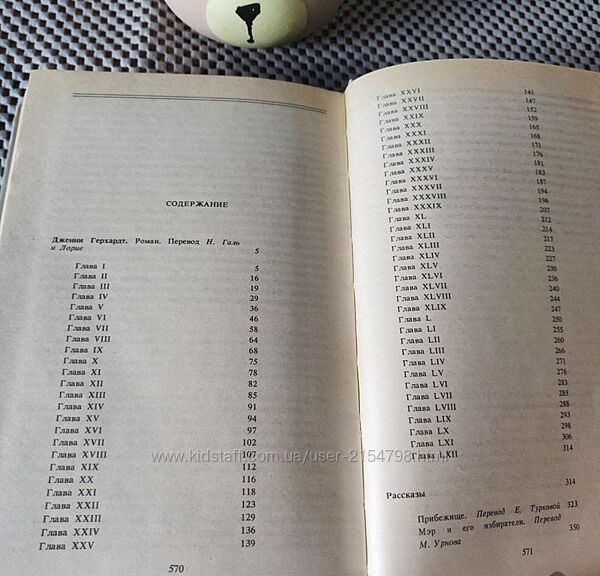 СОДЕРЖАНИЕ
Дженни Герхардт. Роман. Перевод Н. Галь
и Лорие 5
Глава I 5
Глава II 16
Глава III 19
Глава IV 29
Глава V 36
Глава VI 46
Глава VII 58
Глава VIII 64
Глава IX 68
Глава X 75
Глава XI 78
Глава XII 82
Глава XIII 85
Глава XIV 91
Глава XV 94
Глава XVI 97
Глава XVII 102
Глава XVIII 107
Глава XIX 112
Глава XX 116
Глава XXI 118
Глава XXII 123
Глава XXIII 129
Глава XXIV 136
Глава XXV 139
570
Глава XXVI 141
Глава XXVII 147
Глава XXVIII 152
Глава XXIX 159
Глава XXX 165
Глава XXXI 168
Глава XXXII 171
Глава XXXIII 176
Глава XXXIV 181
Глава XXXV 183
Глава XXXVI 187
Глава XXXVII 194
Глава XXXVIII 196
Глава XXXIX 207
Глава XL 212
Глава XLI 214
Глава XLII 217
Глава XLIII 223
Глава XLIV 227
Глава XLV 230
Глава XLVI 236
Глава XLVII 240
Глава XLVIII 244
Глава XLIX 247
Глава L 250
Глава LI 255
Глава LII 260
Глава LIII 266
Глава LIV 271
Глава LV 276
Глава LVI 283
Глава LVII 285
Глава LVIII 288
Глава LIX 293
Глава LX 298
Глава LXI 306
Глава LXII 314
Рассказы 314
Прибежище. Перевод Е. Турковой 323
Мэр и его избиратели. Перевод
М. Урнова 350
571
www.kidstaff.com.ua/user-2154798.html